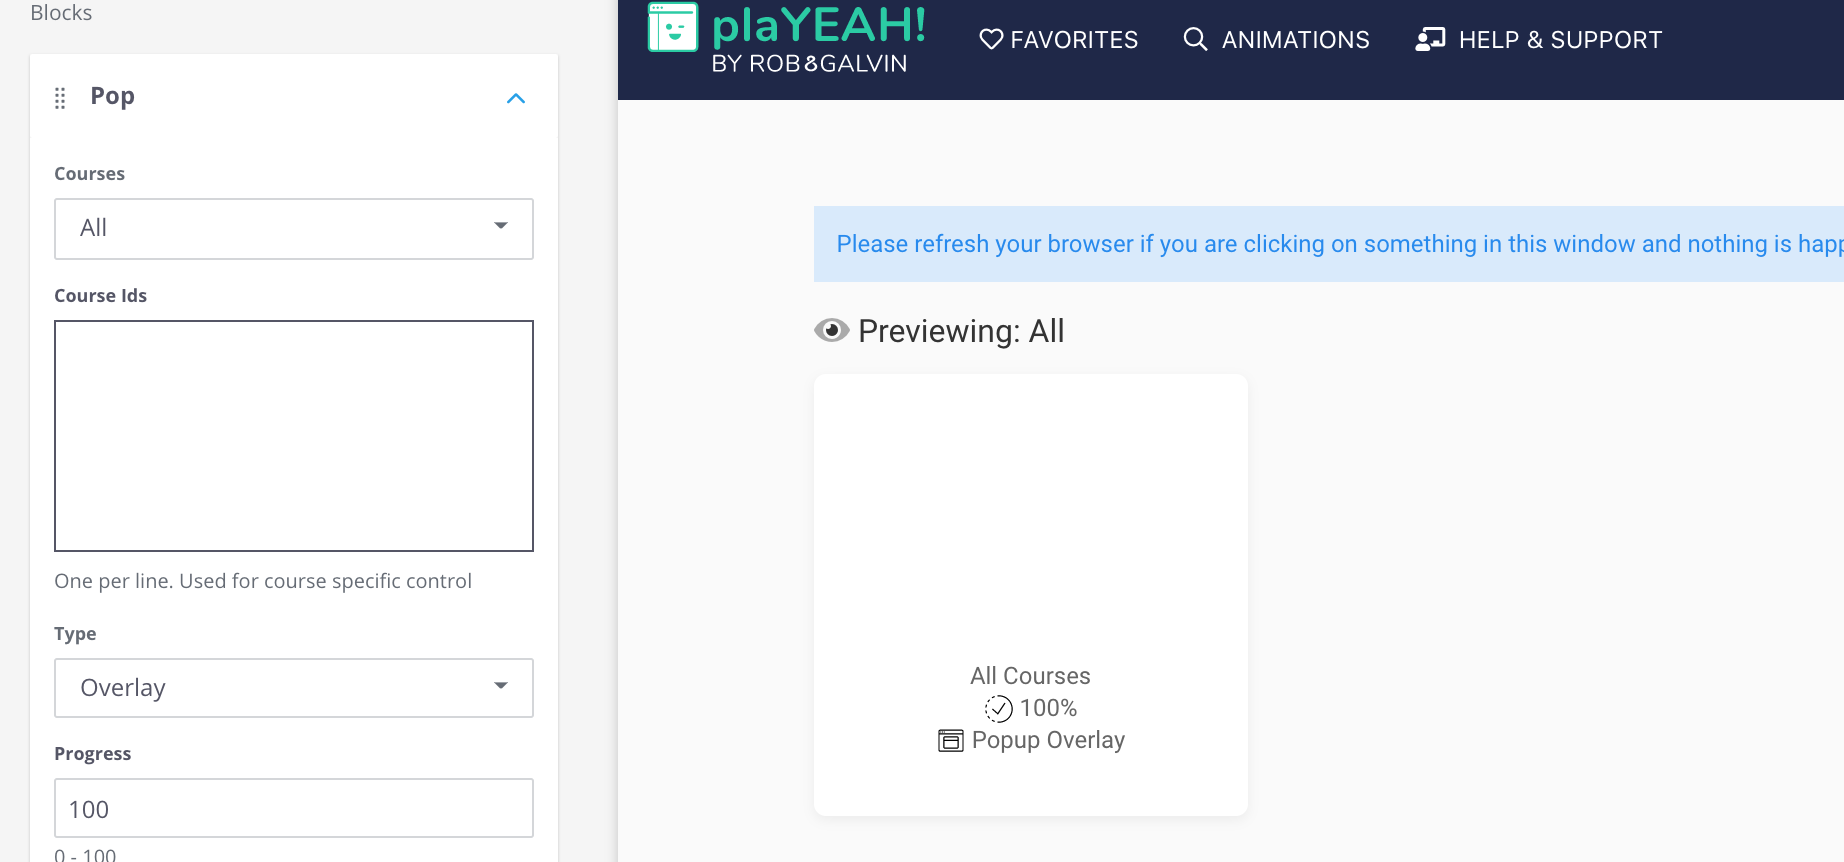 Blocks
Pop
Courses
All
Course Ids
One per line. Used for course specific control
Type
Overlay
Progress
100
0 - 100
plaYEAH!
BY ROB&GALVIN
FAVORITES
ANIMATIONS
HELP & SUPPORT
Please refresh your browser if you are clicking on something in this window and nothing is
Previewing: All
All Courses
100%
Popup Overlay